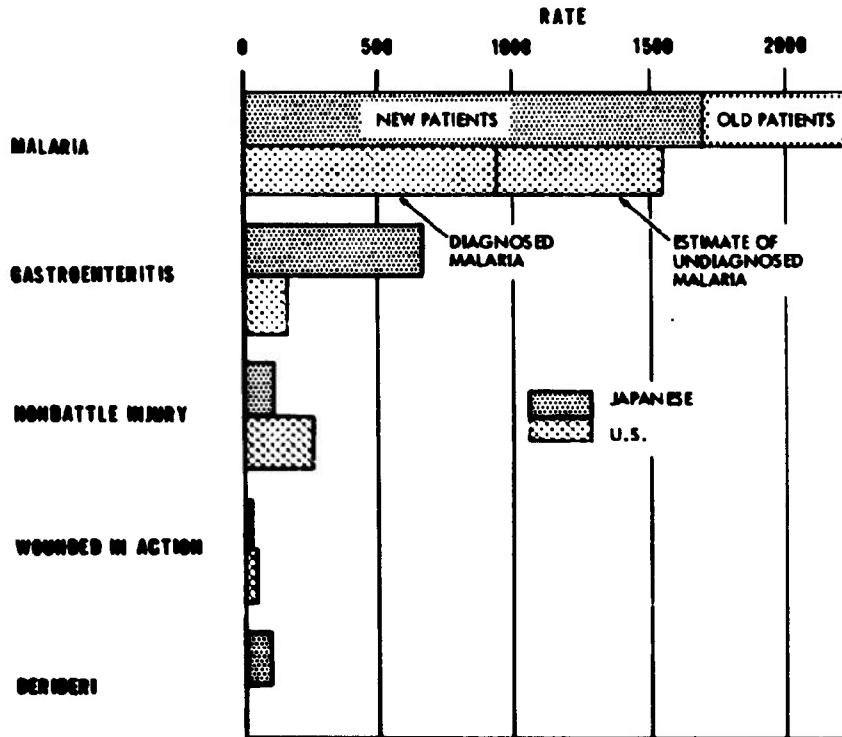 RATE
0 500 1000 1500 2000
NEW PATIENTS OLD PATIENTS
MALARIA
DIAGNOSED
MALARIA
ESTIMATE OF
UNDIAGNOSED
MALARIA
GASTROENTERITIS
NONBATTLE INJURY
JAPANESE
U.S.
WOUNDED IN ACTION
BERIBERI